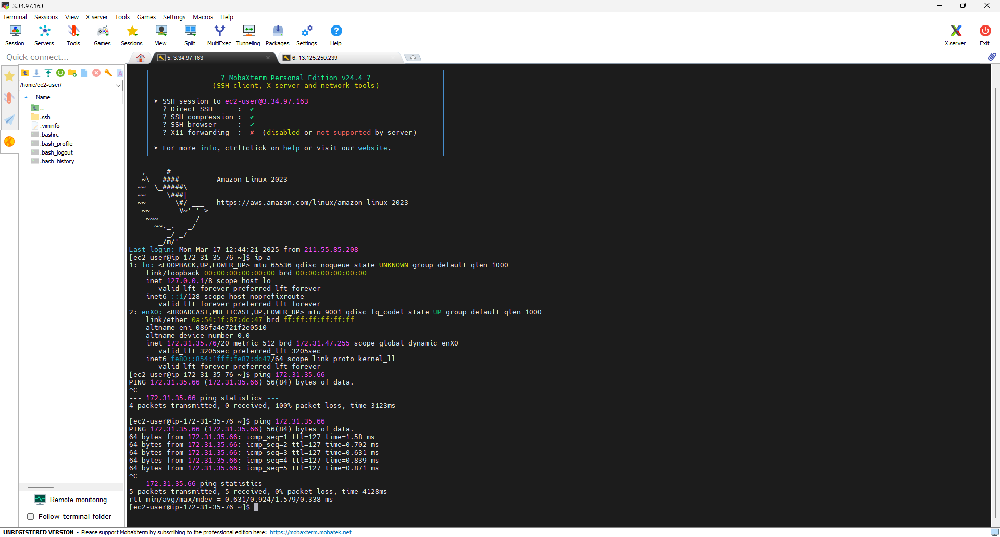 3.34.97.163
Terminal Sessions View X server Tools Games Settings Macros Help
Session Servers Tools Games Sessions View Split MultiExec Tunneling Packages Settings Help X server Exit
Quick connect... 5. 3.34.97.163 6. 13.125.250.239
/home/ec2-user/
Name
..
.ssh
.viminfo
.bashrc
.bash_profile
.bash_logout
.bash_history
? MobaXterm Personal Edition v24.4 ?
(SSH client, X server and network tools)
➤ SSH session to ec2-user@3.34.97.163
? Direct SSH : ✔
? SSH compression : ✔
? SSH-browser : ✔
? X11-forwarding : ✘ (disabled or not supported by server)
➤ For more info, ctrl+click on help or visit our website.
   ,     #_
   ~\_  ####_        Amazon Linux 2023
  ~~  \_#####\
  ~~     \###|
  ~~       \#/ ___   https://aws.amazon.com/linux/amazon-linux-2023
   ~~       V~' '->
    ~~~         /
      ~~._.   _/
         _/ _/
       _/m/'
Last login: Mon Mar 17 12:44:21 2025 from 211.55.85.208
[ec2-user@ip-172-31-35-76 ~]$ ip a
1: lo: <LOOPBACK,UP,LOWER_UP> mtu 65536 qdisc noqueue state UNKNOWN group default qlen 1000
    link/loopback 00:00:00:00:00:00 brd 00:00:00:00:00:00
    inet 127.0.0.1/8 scope host lo
       valid_lft forever preferred_lft forever
    inet6 ::1/128 scope host noprefixroute
       valid_lft forever preferred_lft forever
2: enX0: <BROADCAST,MULTICAST,UP,LOWER_UP> mtu 9001 qdisc fq_codel state UP group default qlen 1000
    link/ether 0a:54:1f:87:dc:47 brd ff:ff:ff:ff:ff:ff
    altname eni-086fa4e721f2e0510
    altname device-number-0.0
    inet 172.31.35.76/20 metric 512 brd 172.31.47.255 scope global dynamic enX0
       valid_lft 3205sec preferred_lft 3205sec
    inet6 fe80::854:1fff:fe87:dc47/64 scope link proto kernel_ll
       valid_lft forever preferred_lft forever
[ec2-user@ip-172-31-35-76 ~]$ ping 172.31.35.66
PING 172.31.35.66 (172.31.35.66) 56(84) bytes of data.
^C
--- 172.31.35.66 ping statistics ---
4 packets transmitted, 0 received, 100% packet loss, time 3123ms
[ec2-user@ip-172-31-35-76 ~]$ ping 172.31.35.66
PING 172.31.35.66 (172.31.35.66) 56(84) bytes of data.
64 bytes from 172.31.35.66: icmp_seq=1 ttl=127 time=1.58 ms
64 bytes from 172.31.35.66: icmp_seq=2 ttl=127 time=0.702 ms
64 bytes from 172.31.35.66: icmp_seq=3 ttl=127 time=0.631 ms
64 bytes from 172.31.35.66: icmp_seq=4 ttl=127 time=0.839 ms
64 bytes from 172.31.35.66: icmp_seq=5 ttl=127 time=0.871 ms
^C
--- 172.31.35.66 ping statistics ---
5 packets transmitted, 5 received, 0% packet loss, time 4128ms
rtt min/avg/max/mdev = 0.631/0.924/1.579/0.338 ms
[ec2-user@ip-172-31-35-76 ~]$
Remote monitoring
Follow terminal folder
UNREGISTERED VERSION - Please support MobaXterm by subscribing to the professional edition here: https://mobaxterm.mobatek.net